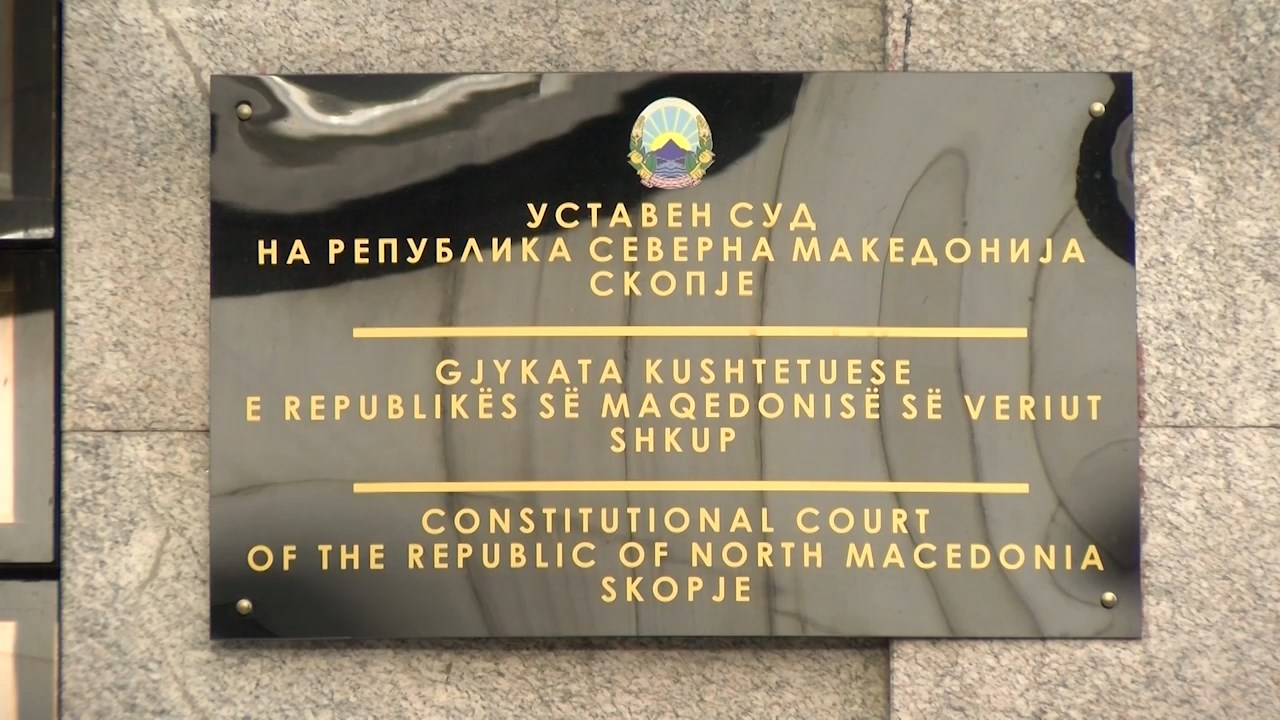 УСТАВЕН СУД
НА РЕПУБЛИКА СЕВЕРНА МАКЕДОНИЈА
СКОПЈЕ
GJYKATA KUSHTETUESE
E REPUBLIKËS SË MAQEDONISË SË VERIUT
SHKUP
CONSTITUTIONAL COURT
OF THE REPUBLIC OF NORTH MACEDONIA
SKOPJE